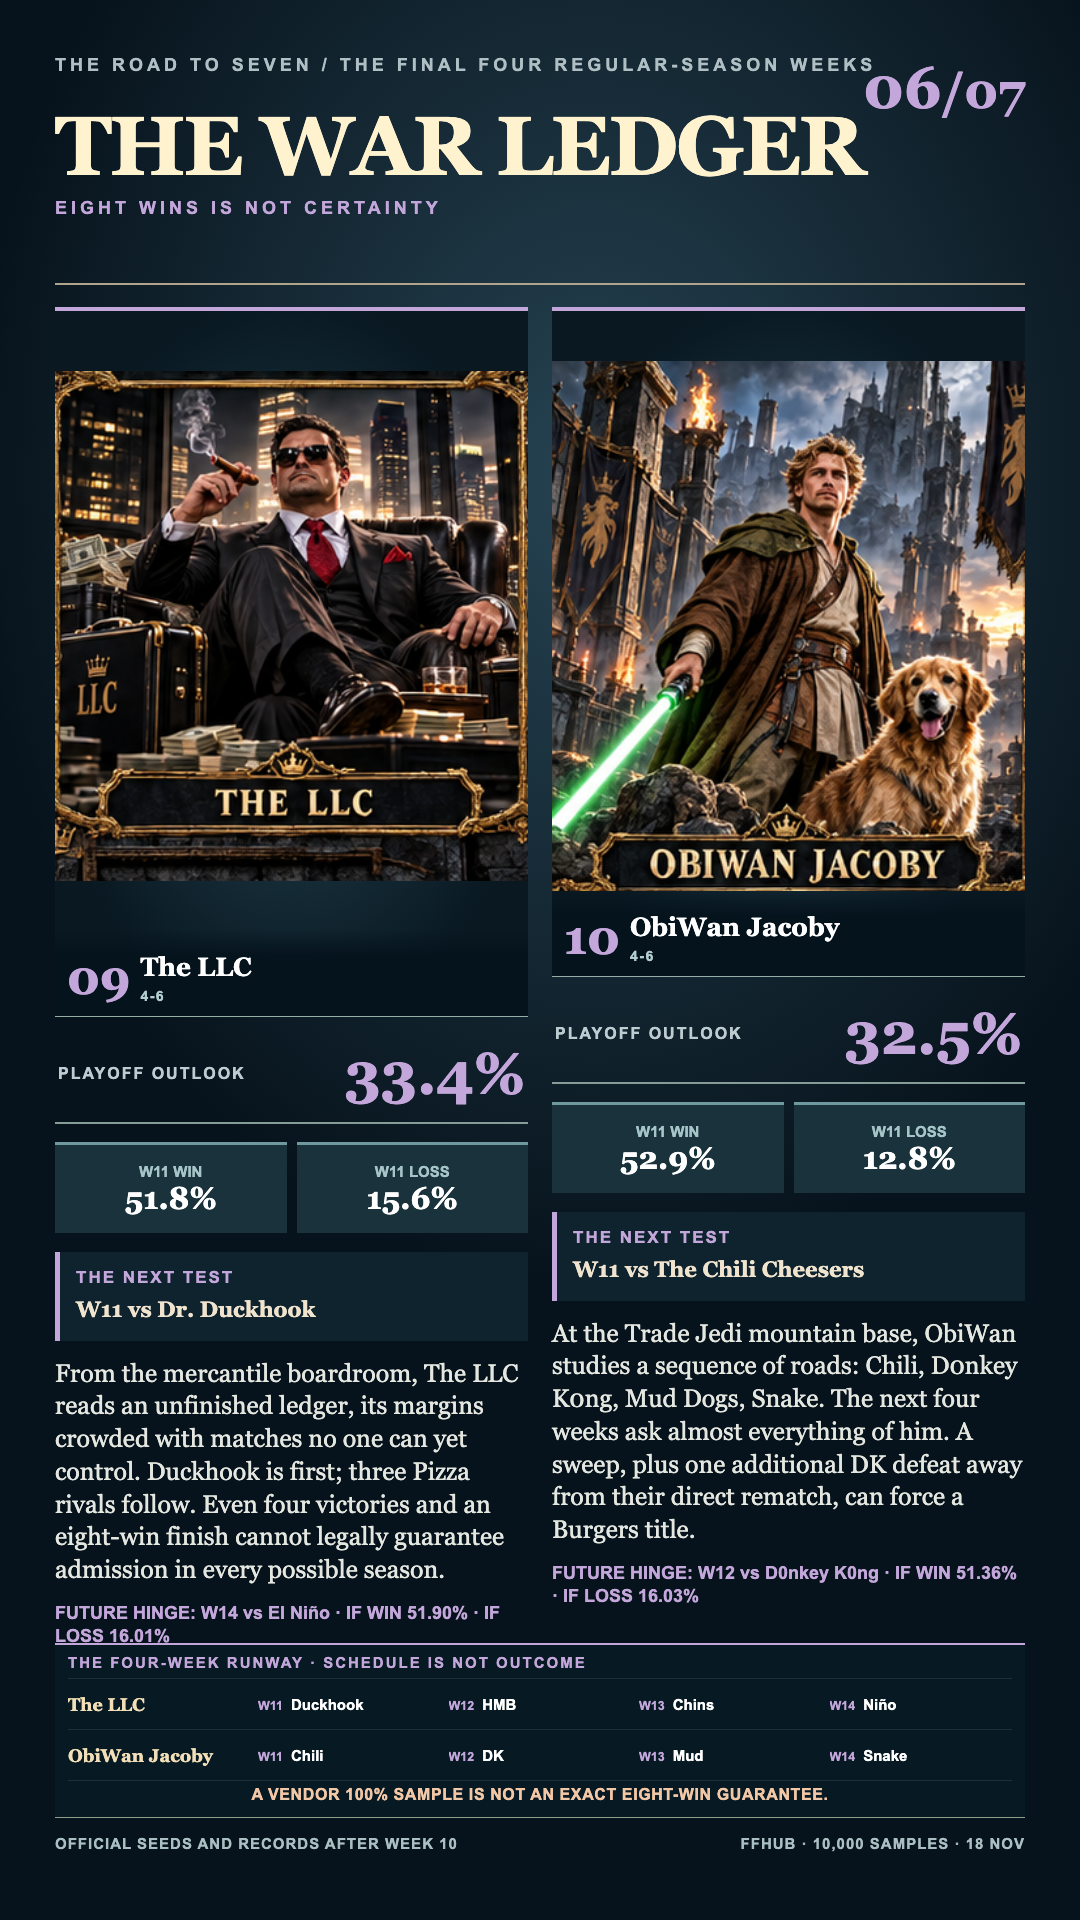 THE ROAD TO SEVEN / THE FINAL FOUR REGULAR-SEASON WEEKS
06/07
THE WAR LEDGER
EIGHT WINS IS NOT CERTAINTY
LLC
THE LLC
09 The LLC
4-6
PLAYOFF OUTLOOK 33.4%
W11 WIN
51.8%
W11 LOSS
15.6%
THE NEXT TEST
W11 vs Dr. Duckhook
From the mercantile boardroom, The LLC
reads an unfinished ledger, its margins
crowded with matches no one can yet
control. Duckhook is first; three Pizza
rivals follow. Even four victories and an
eight-win finish cannot legally guarantee
admission in every possible season.
FUTURE HINGE: W14 vs El Niño · IF WIN 51.90% · IF
LOSS 16.01%
OBIWAN JACOBY
10 ObiWan Jacoby
4-6
PLAYOFF OUTLOOK 32.5%
W11 WIN
52.9%
W11 LOSS
12.8%
THE NEXT TEST
W11 vs The Chili Cheesers
At the Trade Jedi mountain base, ObiWan
studies a sequence of roads: Chili, D0nkey
K0ng, Mud Dogs, Snake. The next four
weeks ask almost everything of him. A
sweep, plus one additional DK defeat away
from their direct rematch, can force a
Burgers title.
FUTURE HINGE: W12 vs D0nkey K0ng · IF WIN 51.36%
· IF LOSS 16.03%
THE FOUR-WEEK RUNWAY · SCHEDULE IS NOT OUTCOME
The LLC W11 Duckhook W12 HMB W13 Chins W14 Niño
ObiWan Jacoby W11 Chili W12 DK W13 Mud W14 Snake
A VENDOR 100% SAMPLE IS NOT AN EXACT EIGHT-WIN GUARANTEE.
OFFICIAL SEEDS AND RECORDS AFTER WEEK 10
FFHUB · 10,000 SAMPLES · 18 NOV